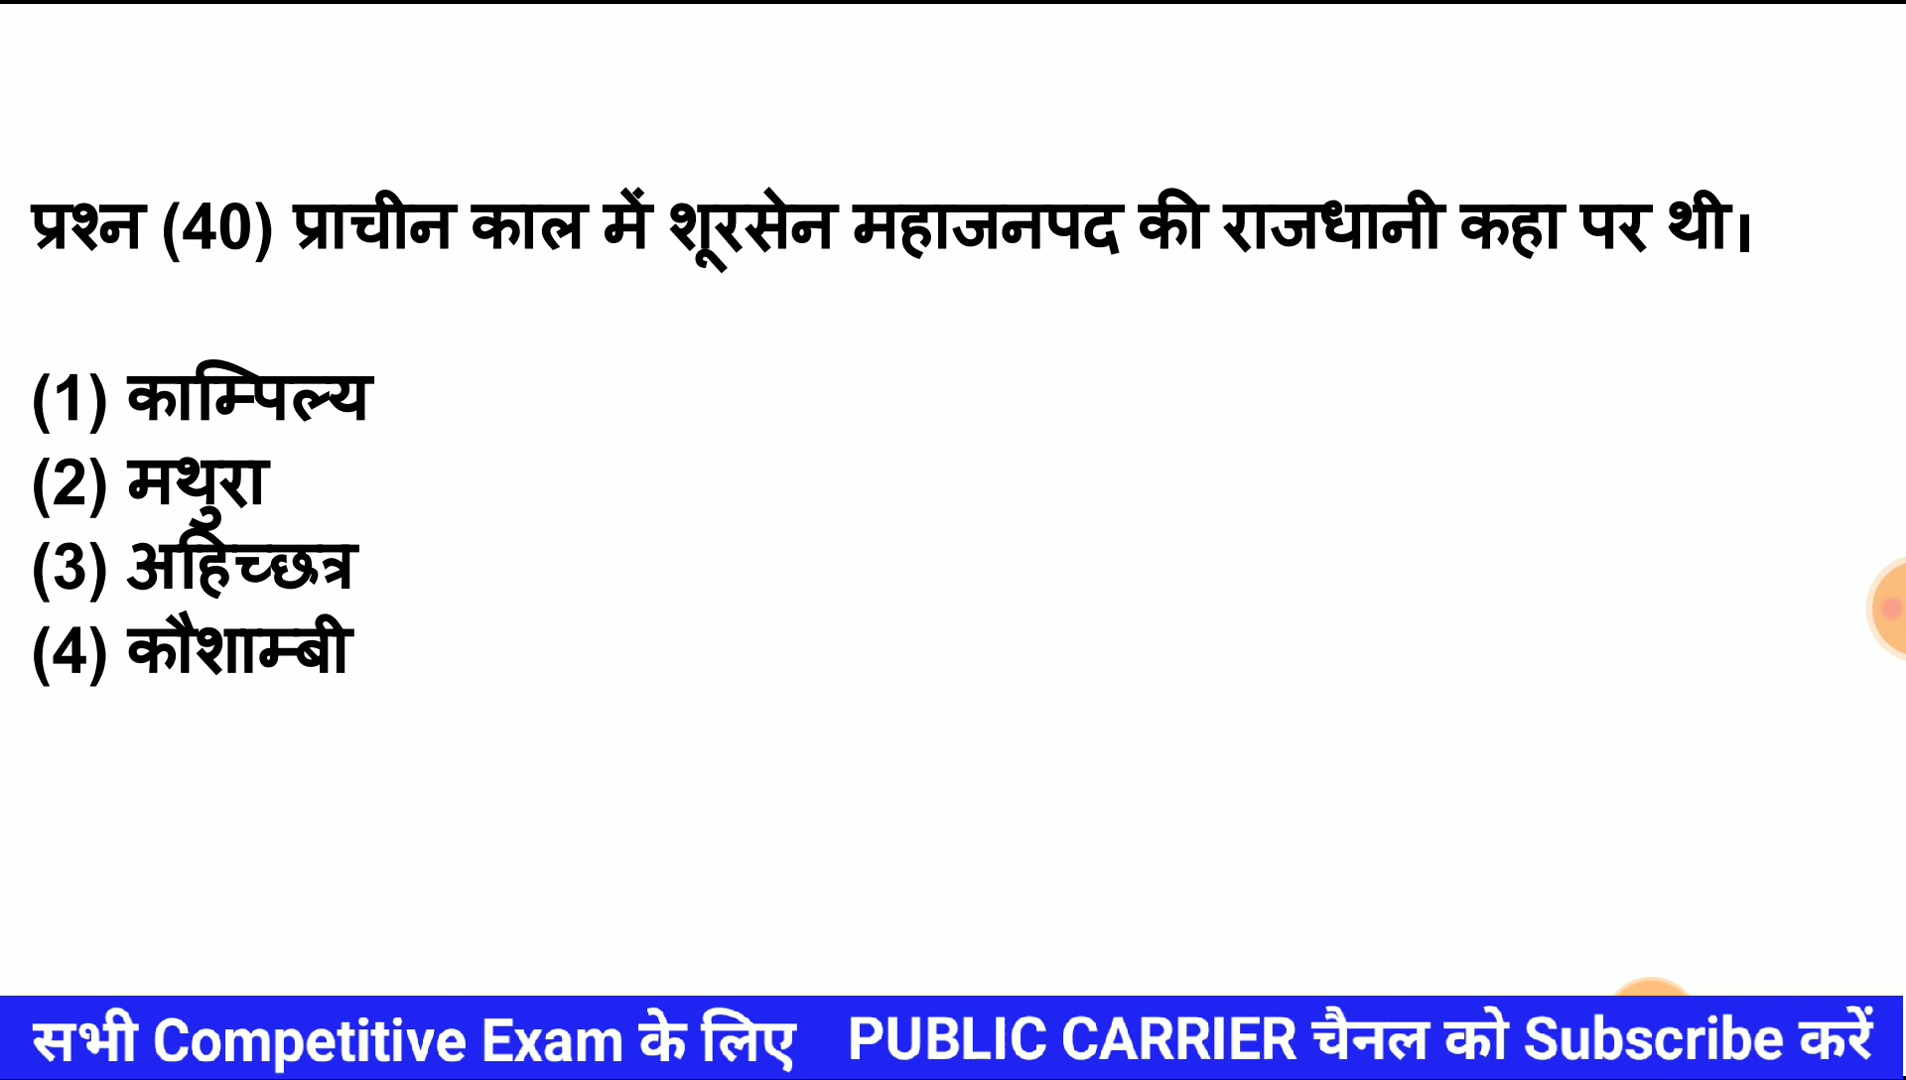 प्रश्न (40) प्राचीन काल में शूरसेन महाजनपद की राजधानी कहा पर थी।
(1) काम्पिल्य
(2) मथुरा
(3) अहिच्छत्र
(4) कौशाम्बी
सभी Competitive Exam के लिए PUBLIC CARRIER चैनल को Subscribe करें